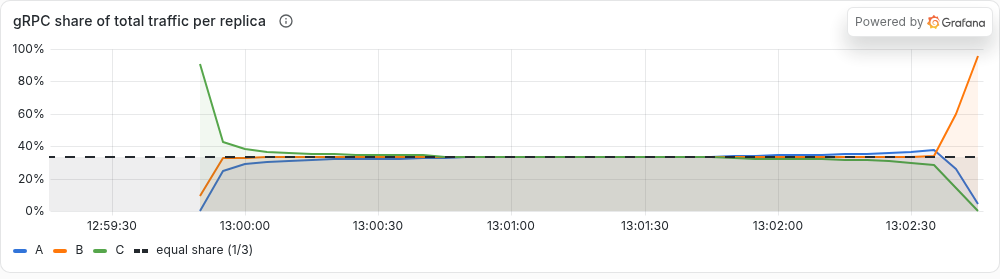 gRPC share of total traffic per replica
Powered by Grafana
100%
80%
60%
40%
20%
0%
12:59:30 13:00:00 13:00:30 13:01:00 13:01:30 13:02:00 13:02:30
A B C equal share (1/3)